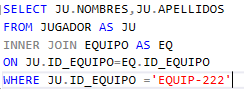 SELECT JU.NOMBRES,JU.APELLIDOS
FROM JUGADOR AS JU
INNER JOIN EQUIPO AS EQ
ON JU.ID_EQUIPO=EQ.ID_EQUIPO
WHERE JU.ID_EQUIPO ='EQUIP-222'